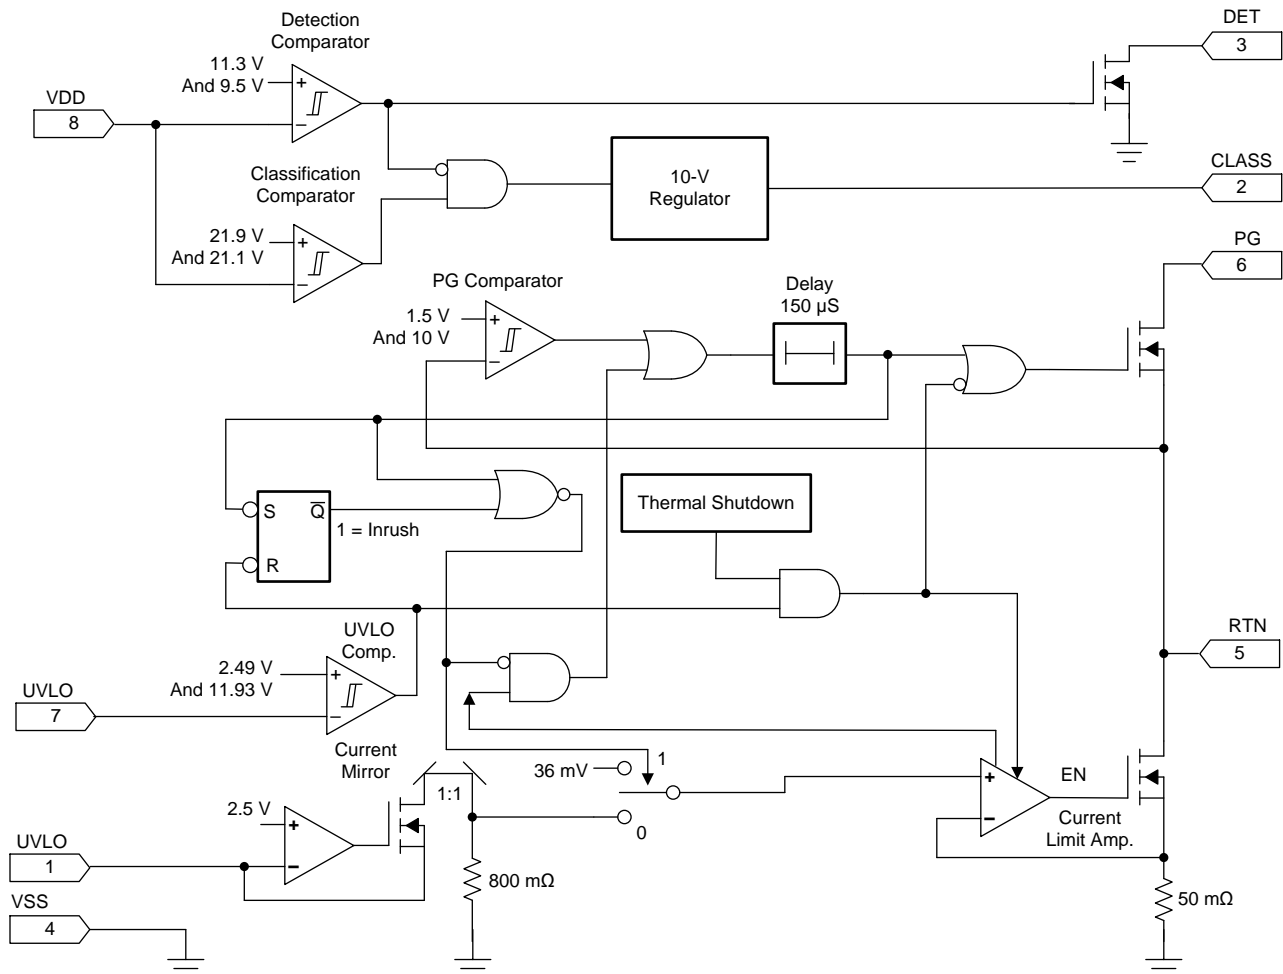 Detection
Comparator
DET
3
11.3 V
And 9.5 V
+
−
VDD
8
Classification
Comparator
10-V
Regulator
CLASS
2
21.9 V
And 21.1 V
+
−
PG
6
PG Comparator
1.5 V
And 10 V
+
−
Delay
150 µS
S
Q̅
R
1 = Inrush
Thermal Shutdown
UVLO
Comp.
2.49 V
And 11.93 V
+
−
UVLO
7
RTN
5
Current
Mirror
1:1
36 mV
1
0
+
−
EN
Current
Limit Amp.
2.5 V
+
−
UVLO
1
800 mΩ
50 mΩ
VSS
4